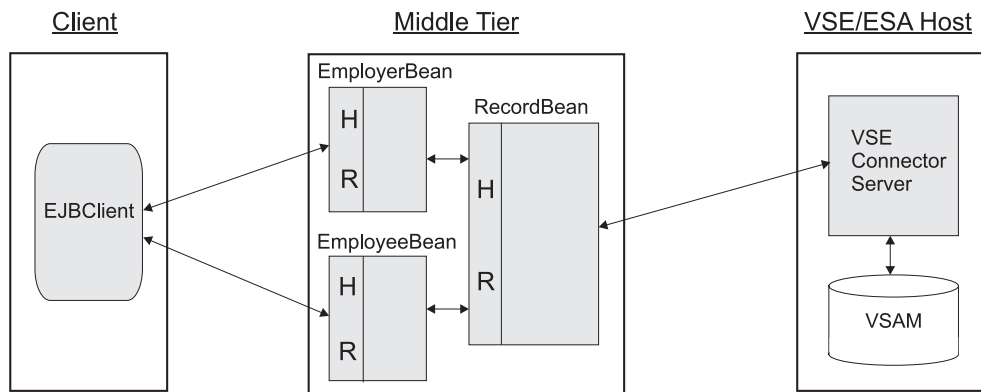 Client
Middle Tier
VSE/ESA Host
EJBClient
EmployerBean
H
R
EmployeeBean
H
R
RecordBean
H
R
VSE
Connector
Server
VSAM